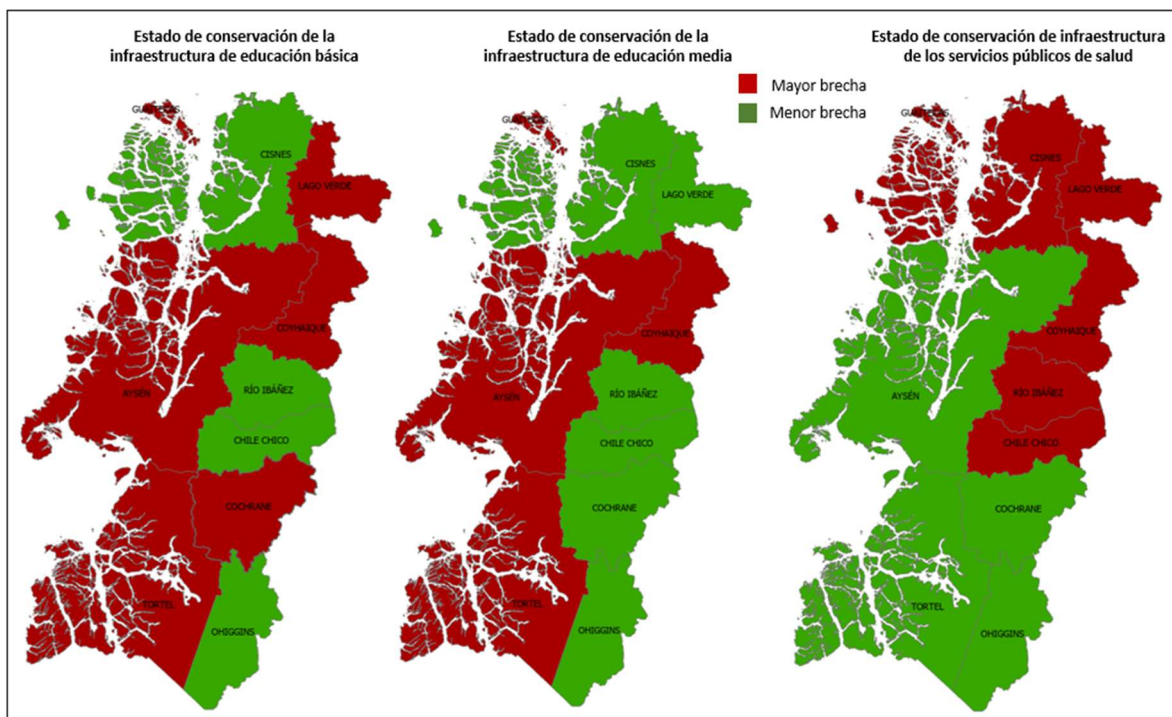 Estado de conservación de la
infraestructura de educación básica
Estado de conservación de la
infraestructura de educación media
Estado de conservación de infraestructura
de los servicios públicos de salud
Mayor brecha
Menor brecha
GUAITECAS
CISNES
LAGO VERDE
COYHAIQUE
AYSÉN
RÍO IBÁÑEZ
CHILE CHICO
COCHRANE
TORTEL
OHIGGINS
GUAITECAS
CISNES
LAGO VERDE
COYHAIQUE
AYSÉN
RÍO IBÁÑEZ
CHILE CHICO
COCHRANE
TORTEL
OHIGGINS
GUAITECAS
CISNES
LAGO VERDE
COYHAIQUE
AYSÉN
RÍO IBÁÑEZ
CHILE CHICO
COCHRANE
TORTEL
OHIGGINS